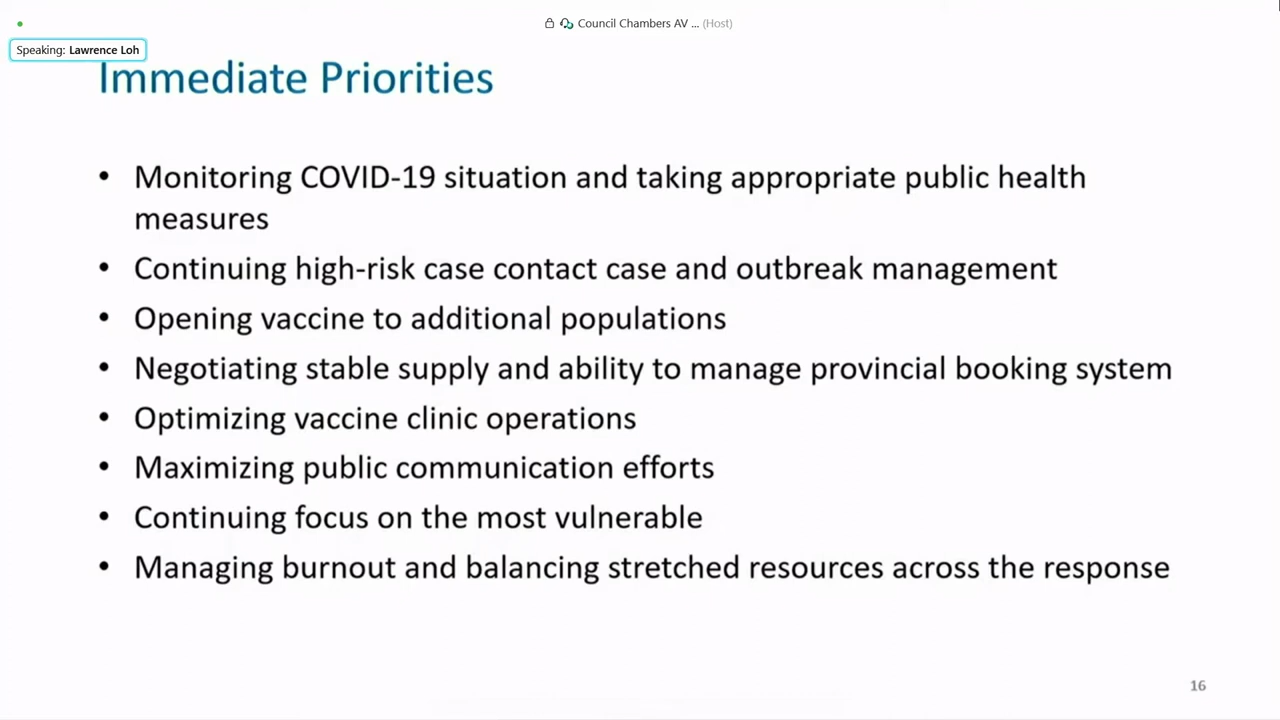 Council Chambers AV ... (Host)
Speaking: Lawrence Loh
Immediate Priorities
• Monitoring COVID-19 situation and taking appropriate public health
measures
• Continuing high-risk case contact case and outbreak management
• Opening vaccine to additional populations
• Negotiating stable supply and ability to manage provincial booking system
• Optimizing vaccine clinic operations
• Maximizing public communication efforts
• Continuing focus on the most vulnerable
• Managing burnout and balancing stretched resources across the response
16